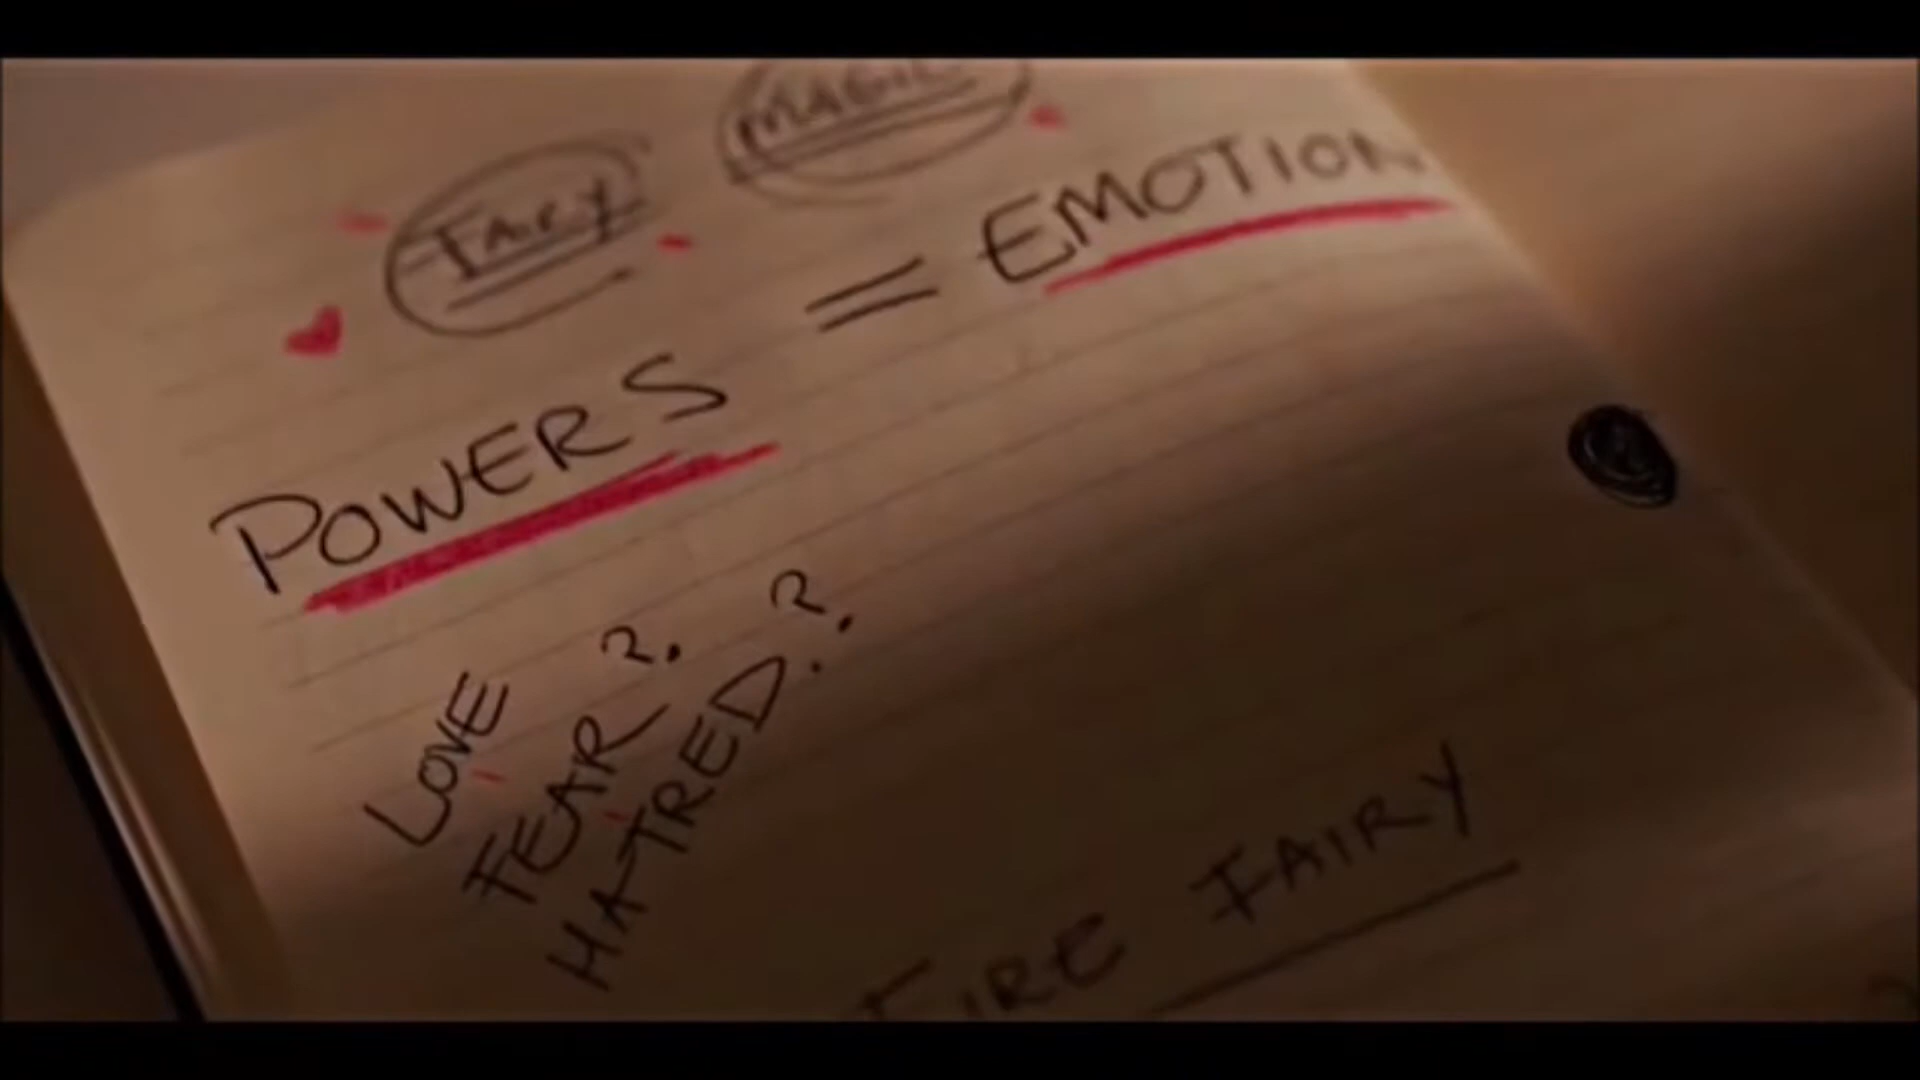 FAIRY MAGIC
POWERS = EMOTION
LOVE
FEAR?
HATRED.?
FIRE FAIRY